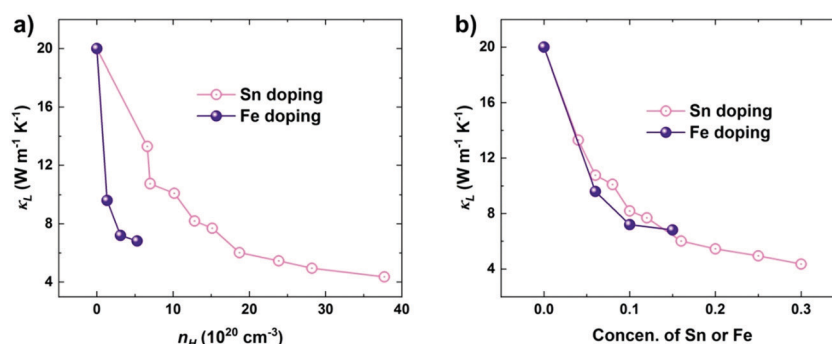 a)
20
16
12
8
4
κL (W m-1 K-1)
Sn doping
Fe doping
0
10
20
30
40
nH (10^20 cm-3)
b)
20
16
12
8
4
κL (W m-1 K-1)
Sn doping
Fe doping
0.0
0.1
0.2
0.3
Concen. of Sn or Fe